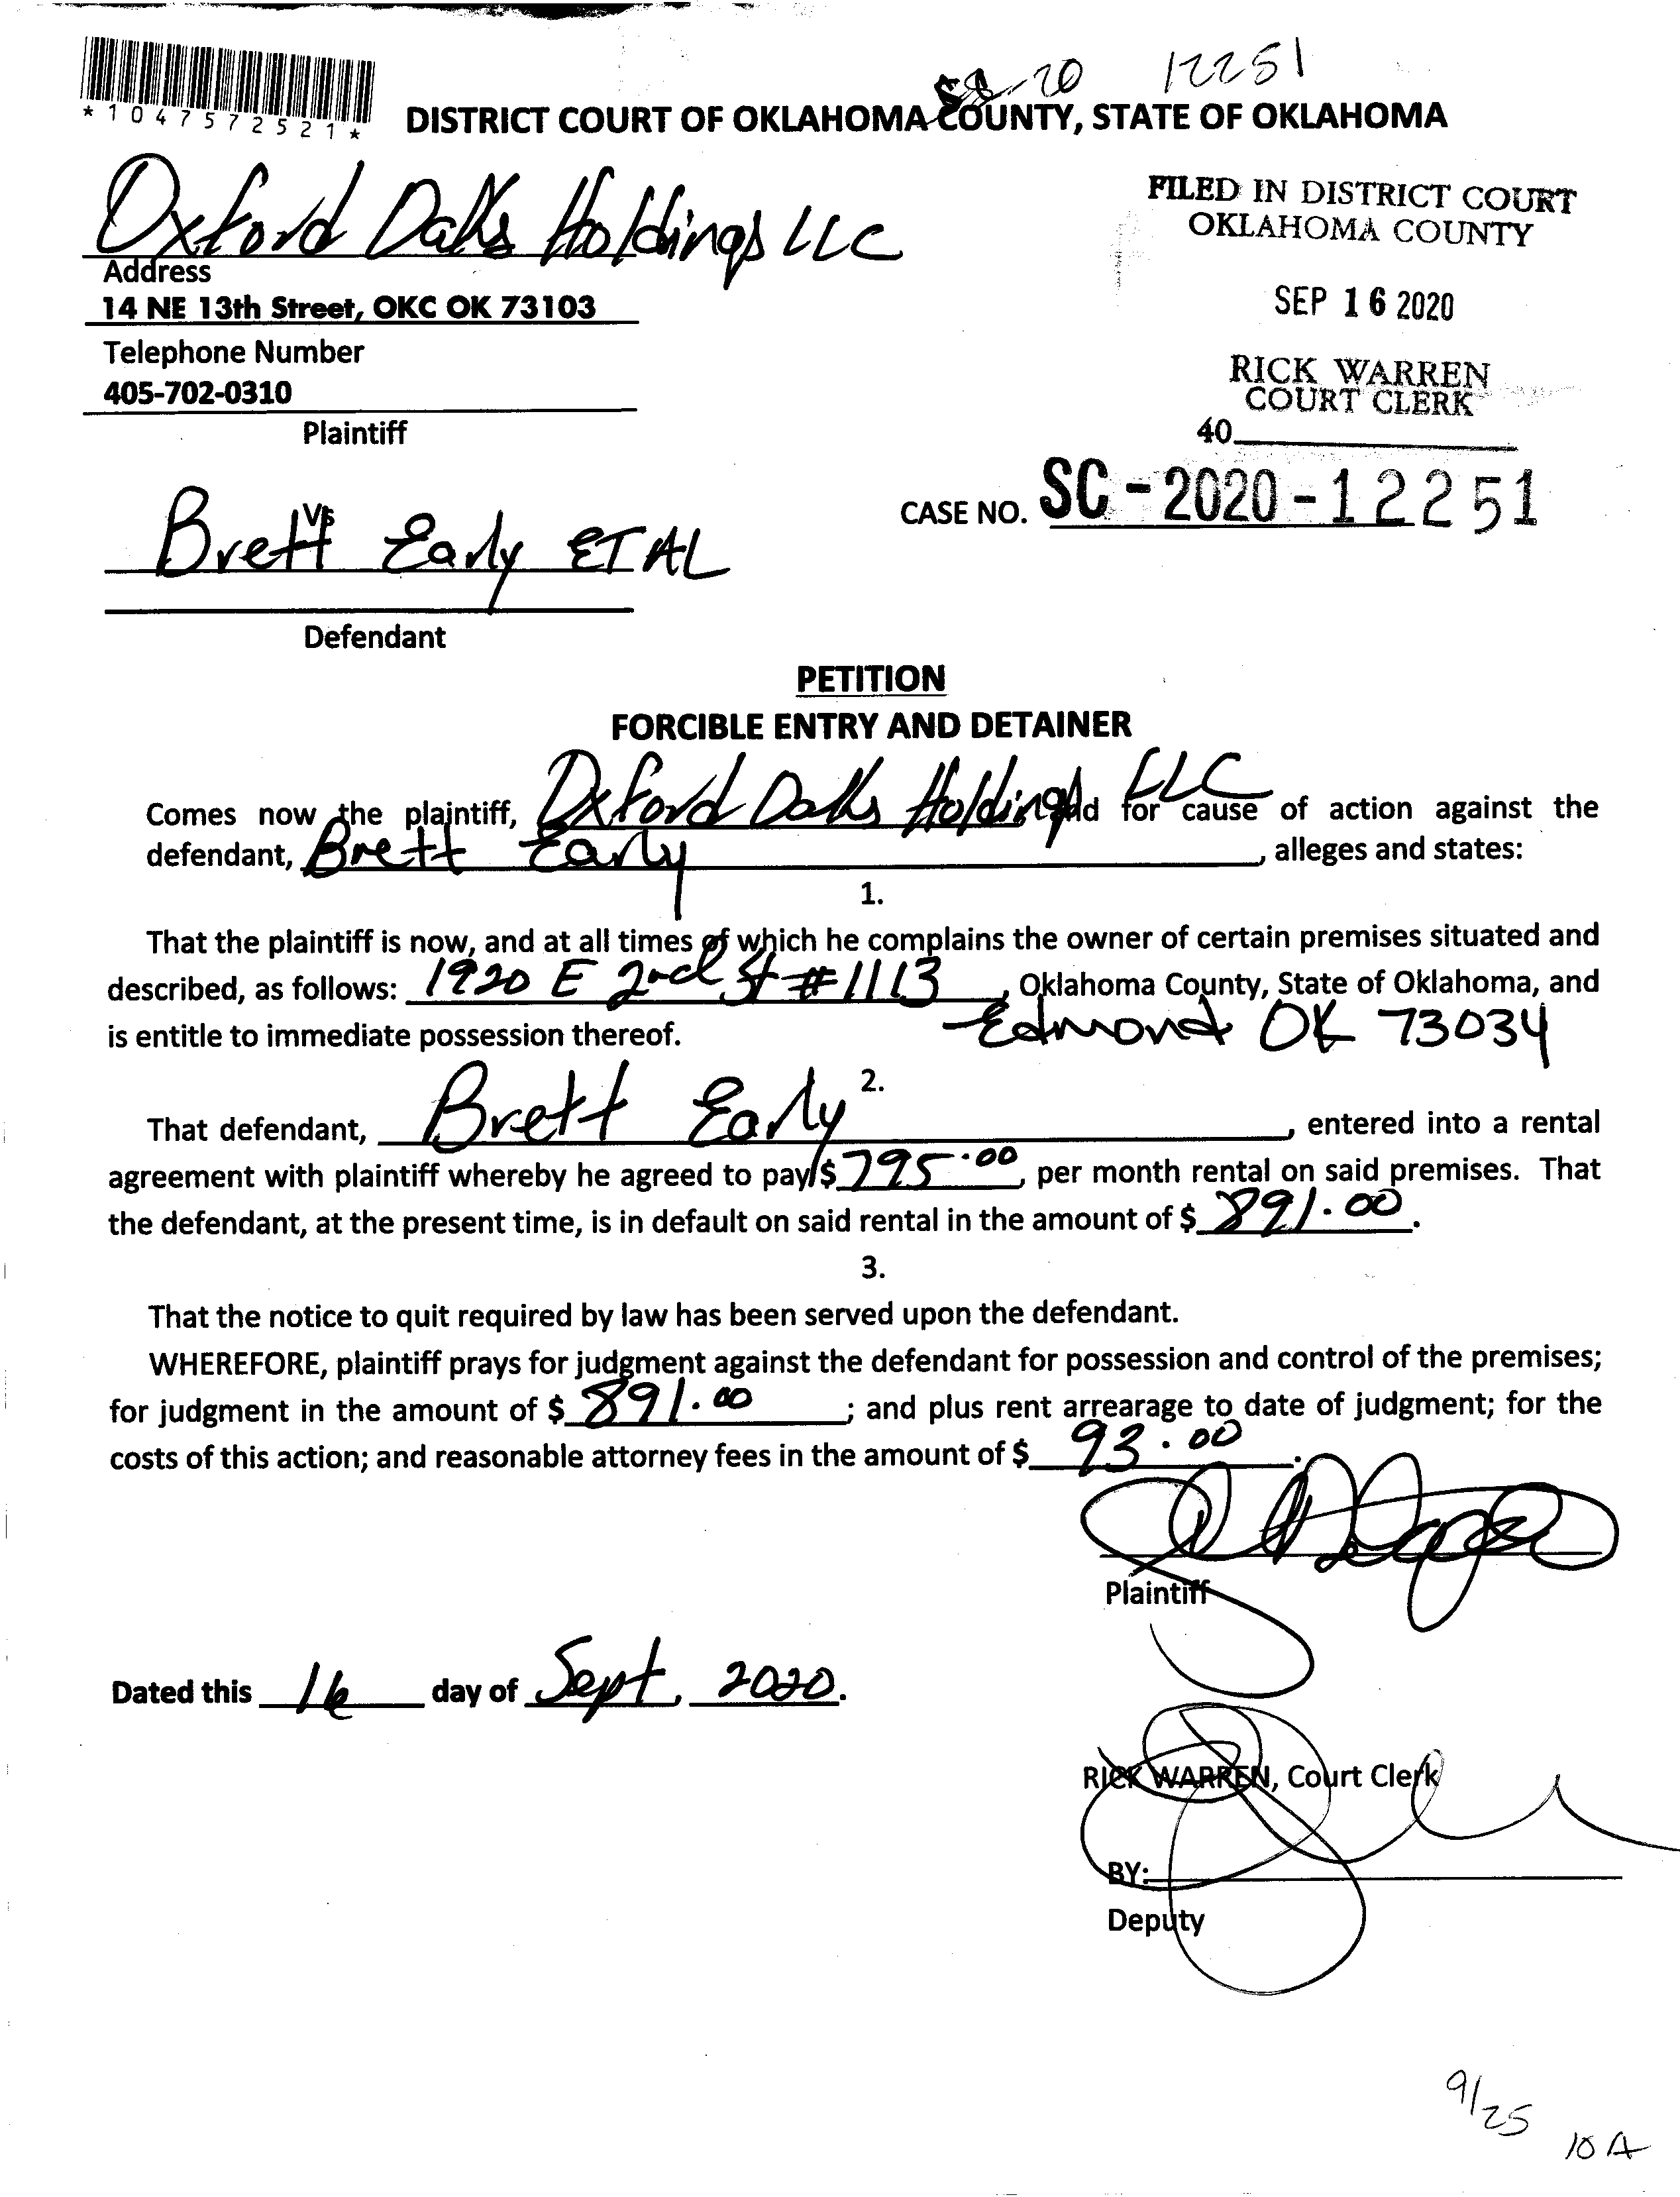 12251
*1047572521*
DISTRICT COURT OF OKLAHOMA COUNTY, STATE OF OKLAHOMA
Oxford Oaks Holdings LLC
Address
14 NE 13th Street, OKC OK 73103
Telephone Number
405-702-0310
Plaintiff
FILED IN DISTRICT COURT
OKLAHOMA COUNTY
SEP 16 2020
RICK WARREN
COURT CLERK
40
CASE NO. SC-2020-12251
Vs
Brett Early ET AL
Defendant
PETITION
FORCIBLE ENTRY AND DETAINER
Comes now the plaintiff, Oxford Oaks Holdings LLC and for cause of action against the
defendant, Brett Early, alleges and states:
1.
That the plaintiff is now, and at all times of which he complains the owner of certain premises situated and
described, as follows: 1920 E 2nd St #1113, Oklahoma County, State of Oklahoma, and
is entitle to immediate possession thereof. Edmond OK 73034
2.
That defendant, Brett Early, entered into a rental
agreement with plaintiff whereby he agreed to pay $795.00, per month rental on said premises. That
the defendant, at the present time, is in default on said rental in the amount of $891.00.
3.
That the notice to quit required by law has been served upon the defendant.
WHEREFORE, plaintiff prays for judgment against the defendant for possession and control of the premises;
for judgment in the amount of $891.00; and plus rent arrearage to date of judgment; for the
costs of this action; and reasonable attorney fees in the amount of $93.00.
Plaintiff
Dated this 16 day of Sept, 2020.
RICK WARREN, Court Clerk
BY:
Deputy
9/25
10 A